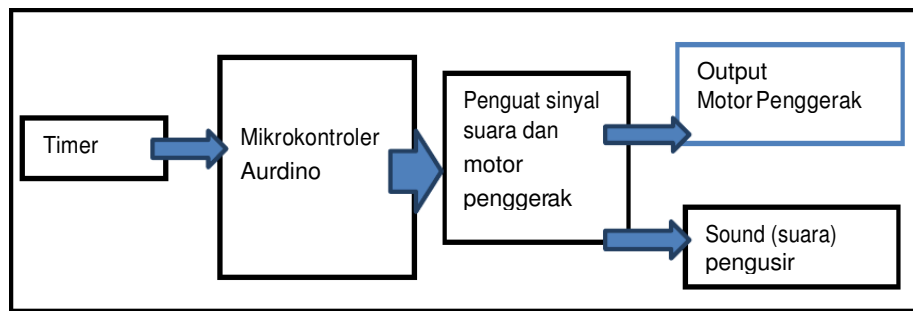 Timer
Mikrokontroler
Aurdino
Penguat sinyal
suara dan
motor
penggerak
Output
Motor Penggerak
Sound (suara)
pengusir